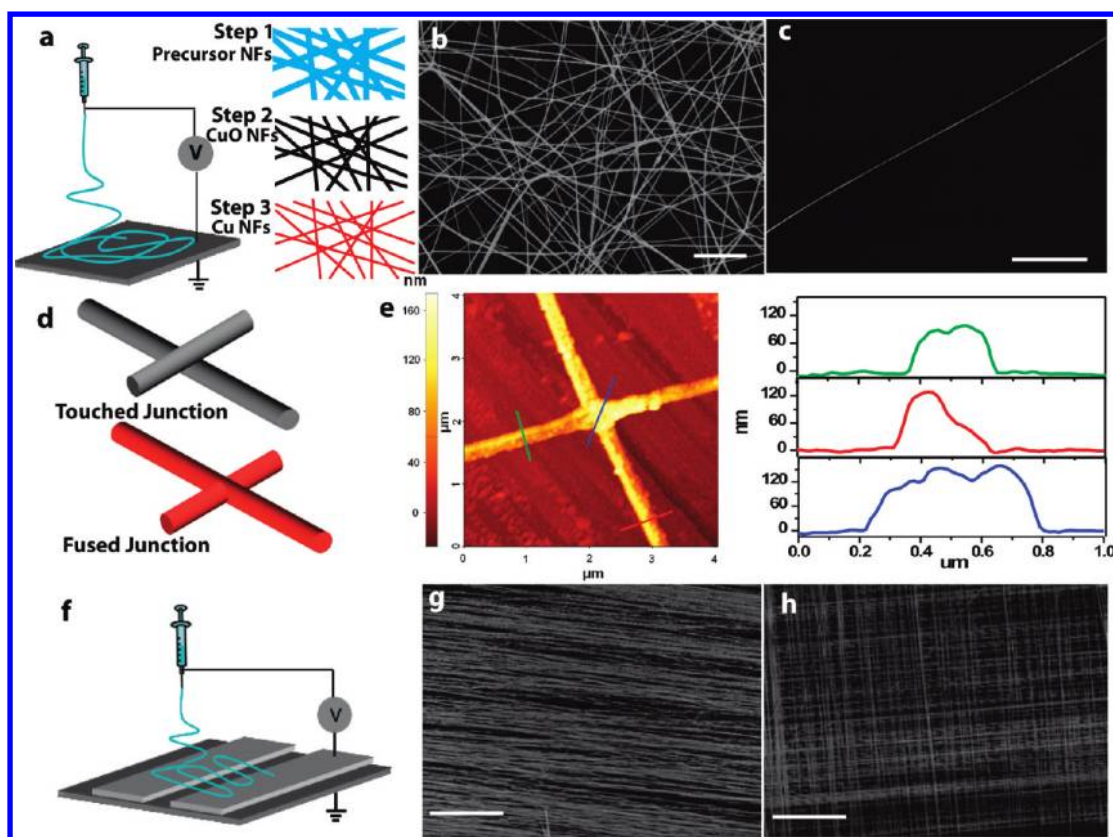 a
Step 1
Precursor NFs
Step 2
CuO NFs
Step 3
Cu NFs
V
b
c
d
Touched Junction
Fused Junction
e
nm
160
120
80
40
0
µm
4
3
2
1
0
0 1 2 3 4
µm
nm
120
60
0
120
60
0
120
60
0
0.0 0.2 0.4 0.6 0.8 1.0
um
f
V
g
h